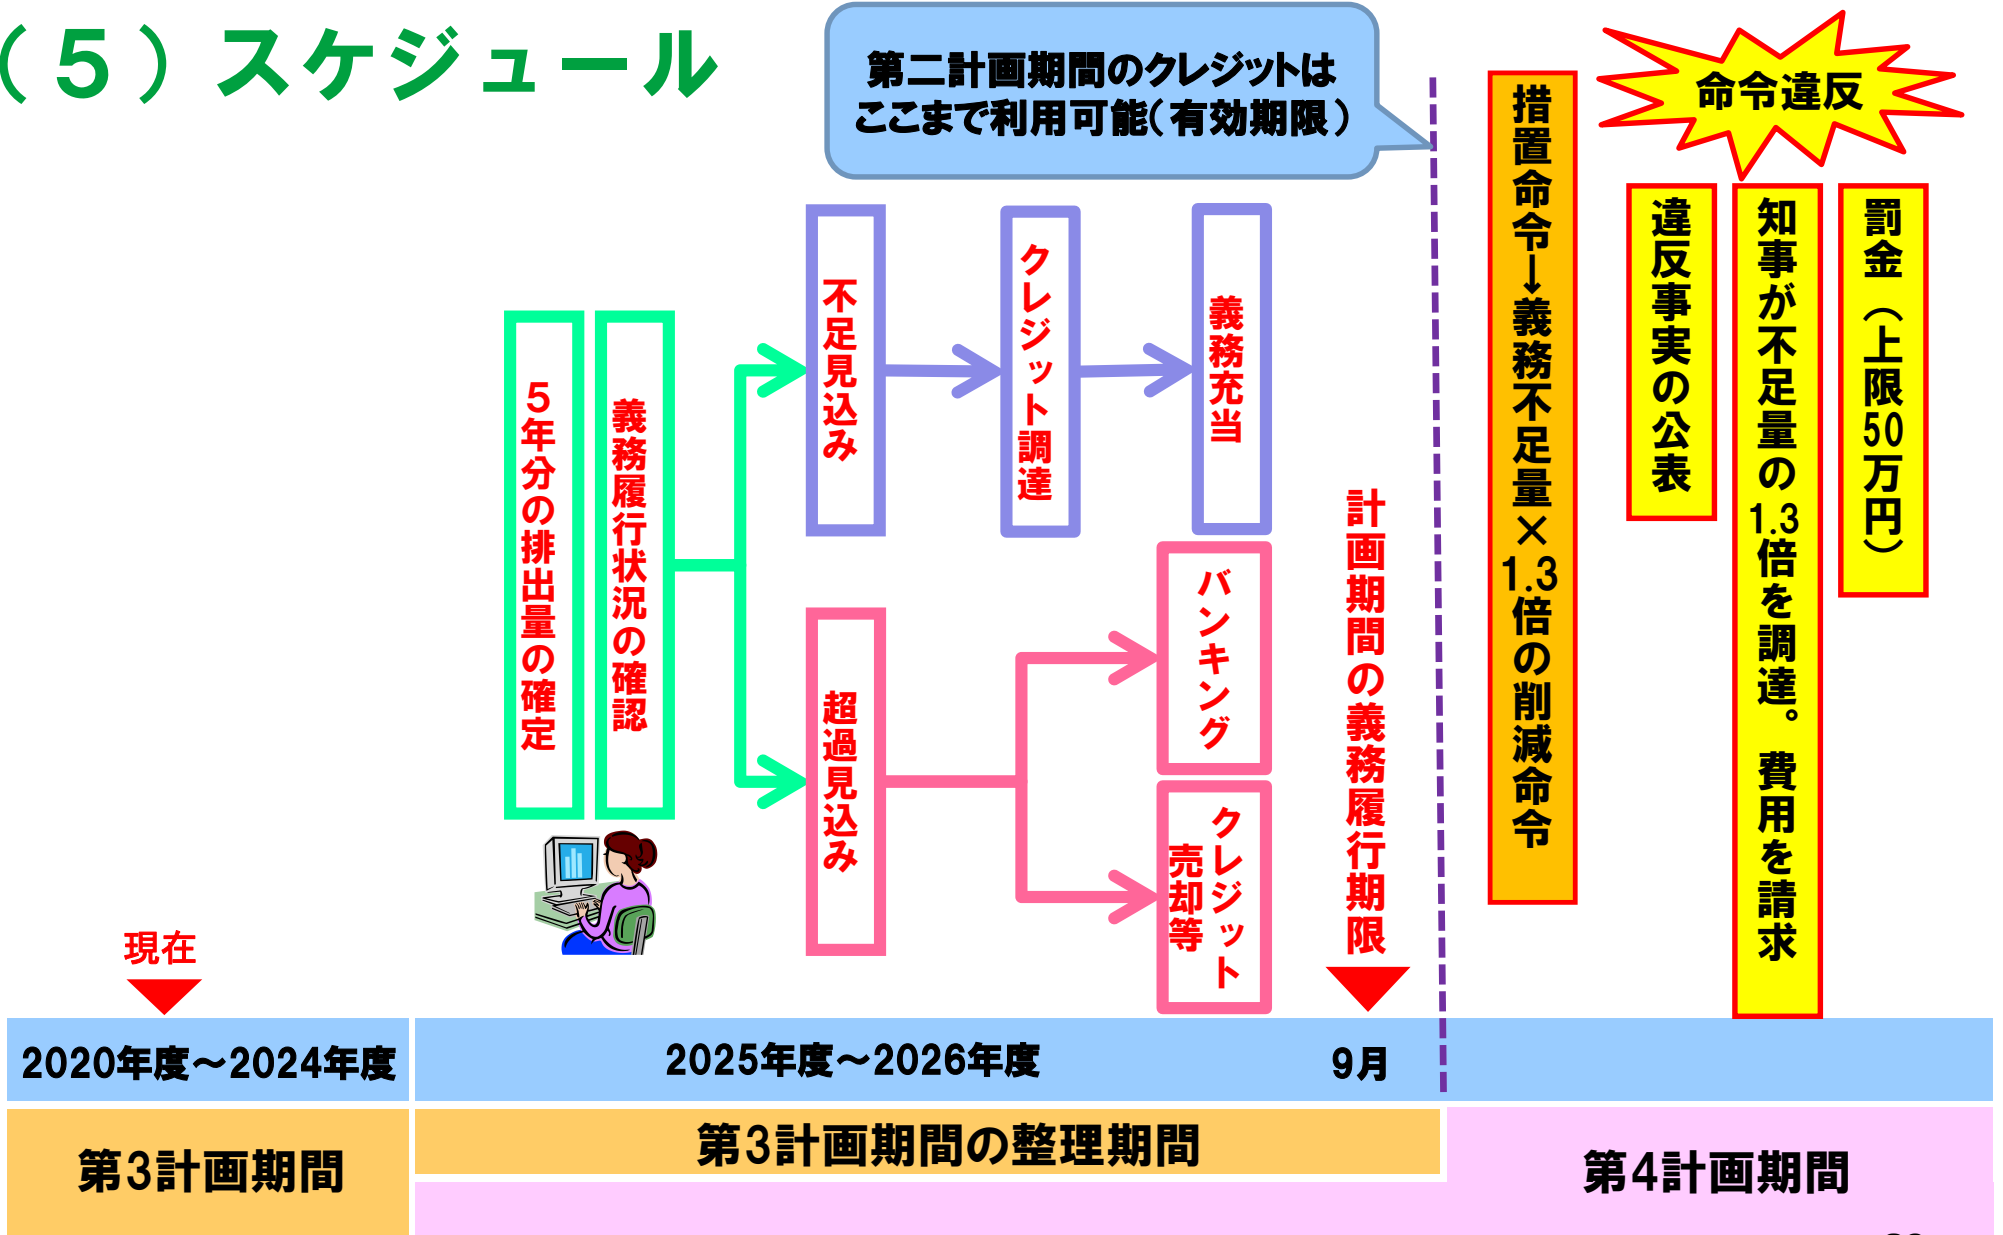 （５）スケジュール
第二計画期間のクレジットは
ここまで利用可能（有効期限）
命令違反
措置命令→義務不足量×1.3倍の削減命令
違反事実の公表
知事が不足量の1.3倍を調達。費用を請求
罰金（上限50万円）
５年分の排出量の確定
義務履行状況の確認
不足見込み
クレジット調達
義務充当
超過見込み
バンキング
クレジット
売却等
計画期間の義務履行期限
現在
2020年度～2024年度
2025年度～2026年度
9月
第3計画期間
第3計画期間の整理期間
第4計画期間